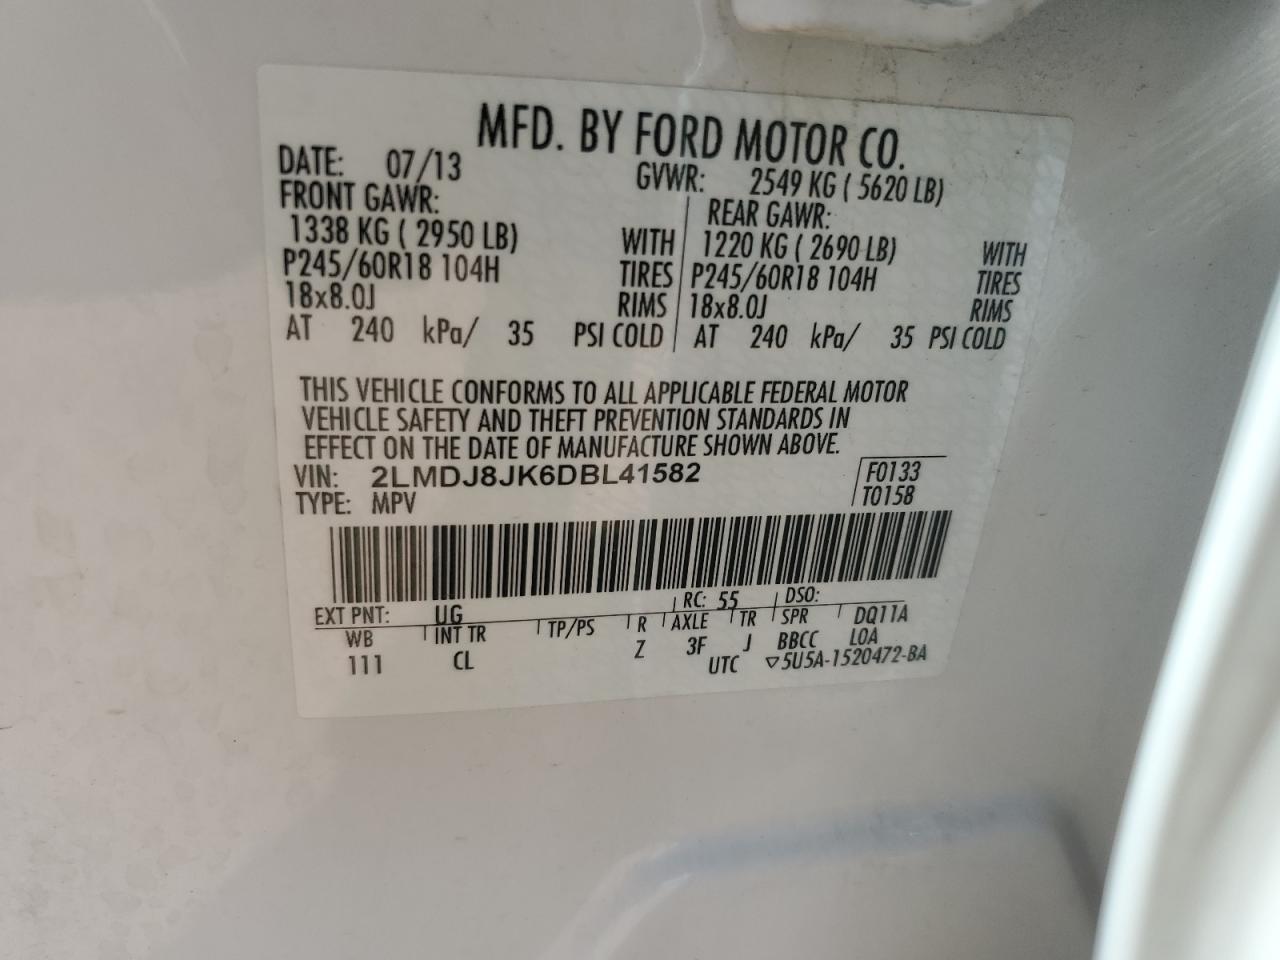 MFD. BY FORD MOTOR CO.
DATE: 07/13 GVWR: 2549 KG ( 5620 LB)
FRONT GAWR: REAR GAWR:
1338 KG ( 2950 LB) WITH 1220 KG ( 2690 LB) WITH
P245/60R18 104H TIRES P245/60R18 104H TIRES
18x8.0J RIMS 18x8.0J RIMS
AT 240 kPa/ 35 PSI COLD AT 240 kPa/ 35 PSI COLD
THIS VEHICLE CONFORMS TO ALL APPLICABLE FEDERAL MOTOR
VEHICLE SAFETY AND THEFT PREVENTION STANDARDS IN
EFFECT ON THE DATE OF MANUFACTURE SHOWN ABOVE.
VIN: 2LMDJ8JK6DBL41582 F0133
TYPE: MPV T0158
EXT PNT: UG RC: 55 DSO:
WB INT TR TP/PS R AXLE TR SPR DQ11A
111 CL Z 3F J BBCC LOA
UTC ▽5U5A-1520472-BA